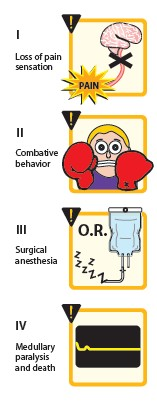 I
Loss of pain
sensation
PAIN
II
Combative
behavior
III
Surgical
anesthesia
O.R.
Z Z Z Z Z
IV
Medullary
paralysis
and death
! 
!
!
!